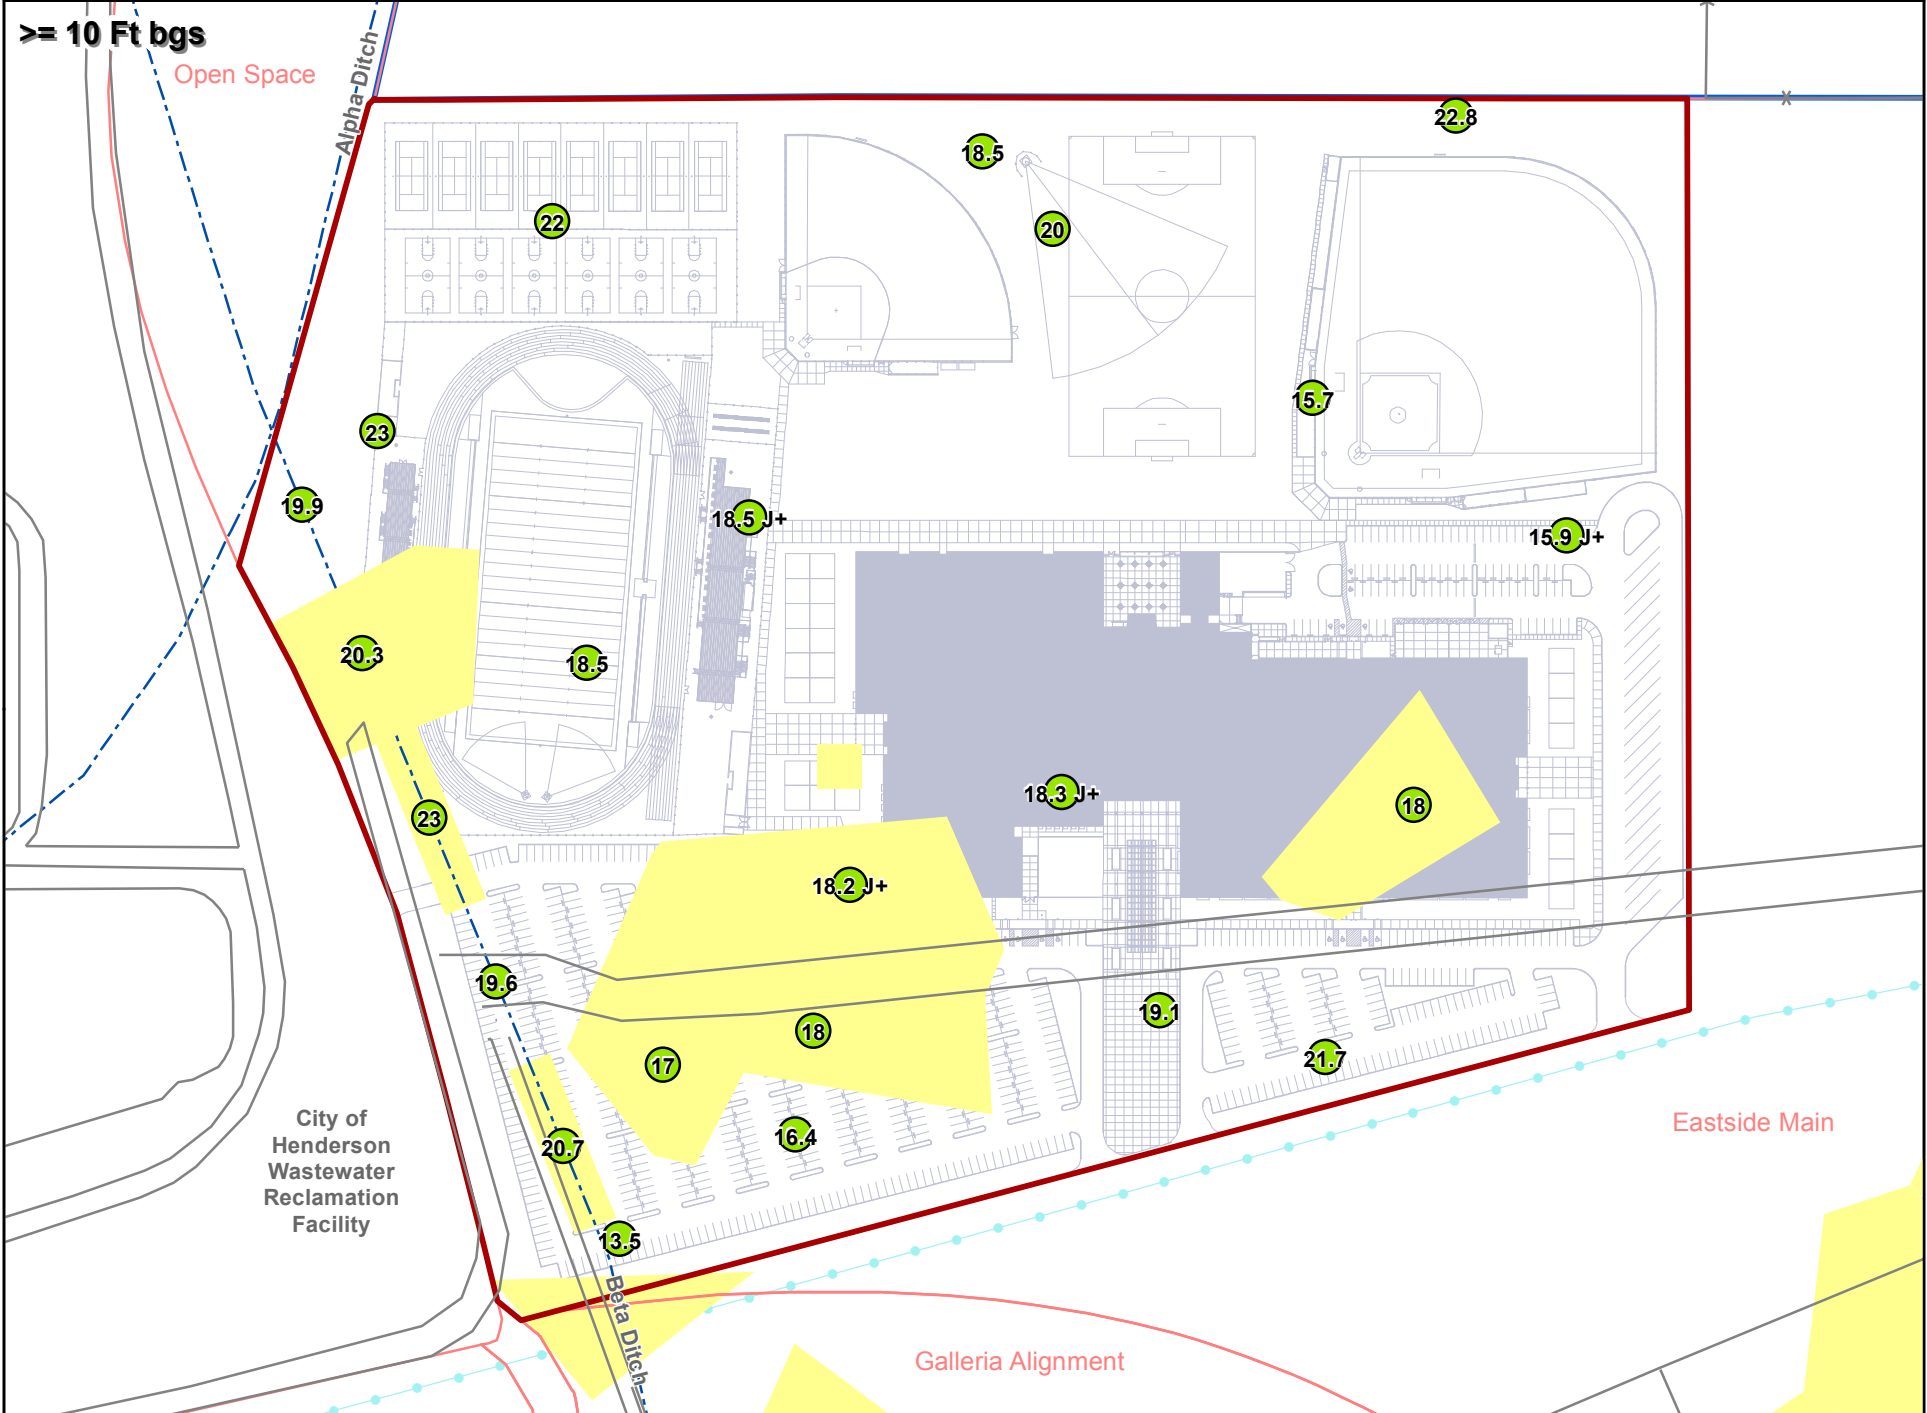 >= 10 Ft bgs
Open Space
Alpha Ditch
22.8
18.5
22
20
15.7
23
19.9
18.5 J+
15.9 J+
20.3
18.5
18.3 J+
18
23
18.2 J+
19.6
19.1
18
21.7
17
City of
Henderson
Wastewater
Reclamation
Facility
16.4
20.7
Eastside Main
13.5
Beta Ditch
Galleria Alignment